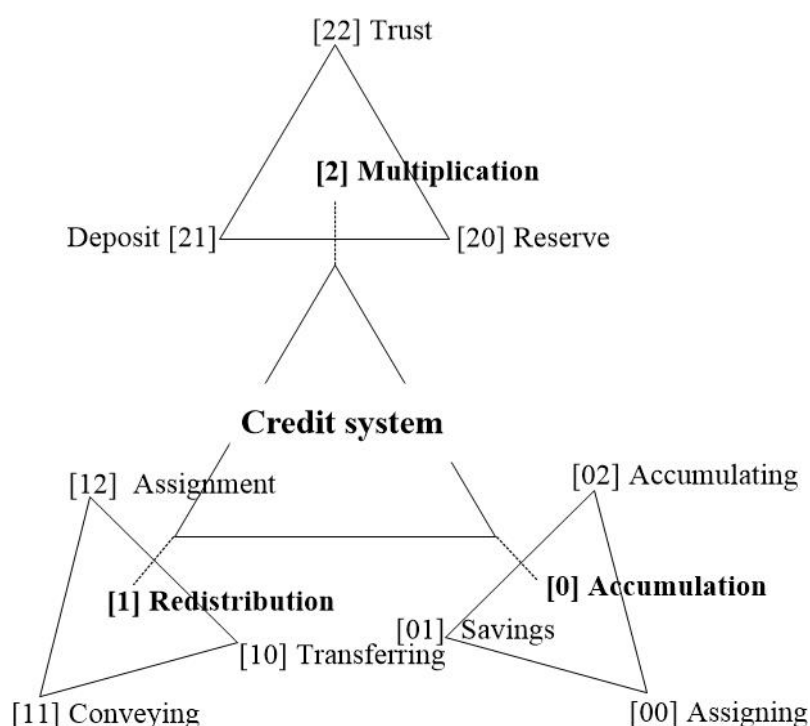 [22] Trust
[2] Multiplication
Deposit [21]
[20] Reserve
Credit system
[12] Assignment
[02] Accumulating
[1] Redistribution
[0] Accumulation
[01] Savings
[10] Transferring
[11] Conveying
[00] Assigning